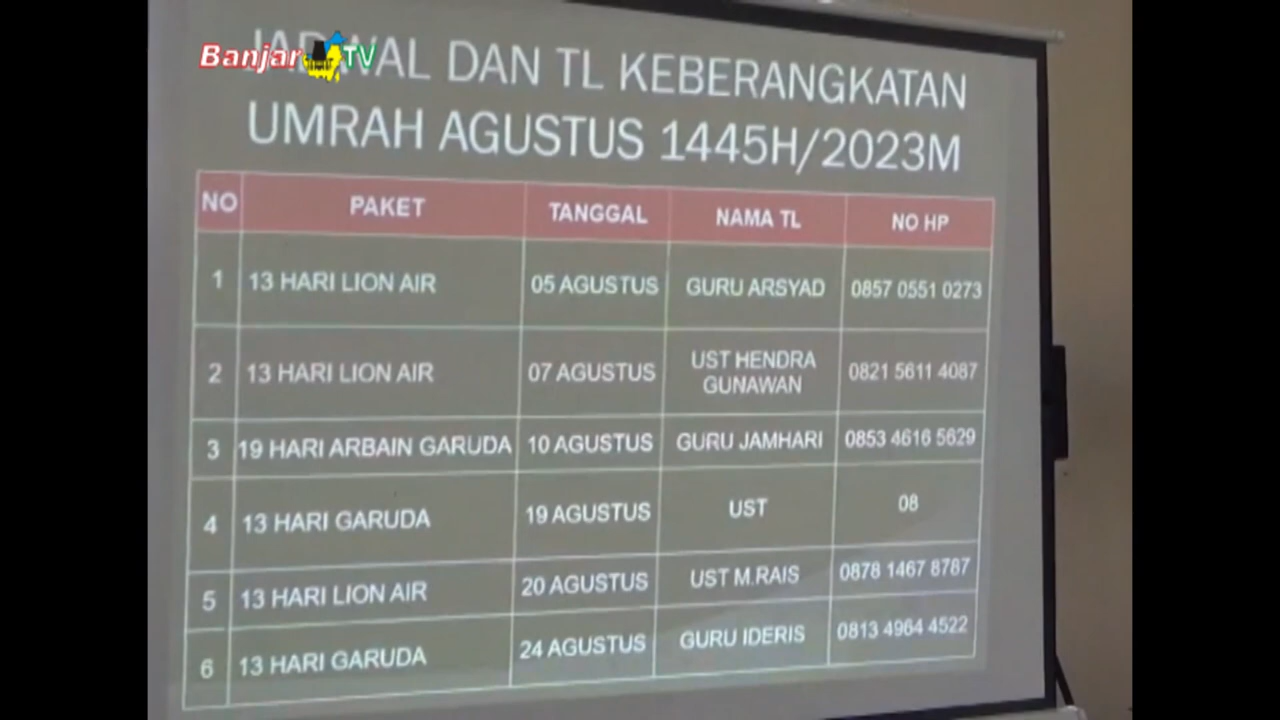 Banjar TV
JADWAL DAN TL KEBERANGKATAN
UMRAH AGUSTUS 1445H/2023M
NO PAKET TANGGAL NAMA TL NO HP
1 13 HARI LION AIR 05 AGUSTUS GURU ARSYAD 0857 0551 0273
2 13 HARI LION AIR 07 AGUSTUS UST HENDRA GUNAWAN 0821 5611 4087
3 19 HARI ARBAIN GARUDA 10 AGUSTUS GURU JAMHARI 0853 4616 5629
4 13 HARI GARUDA 19 AGUSTUS UST 08
5 13 HARI LION AIR 20 AGUSTUS UST M.RAIS 0878 1467 8787
6 13 HARI GARUDA 24 AGUSTUS GURU IDERIS 0813 4964 4522